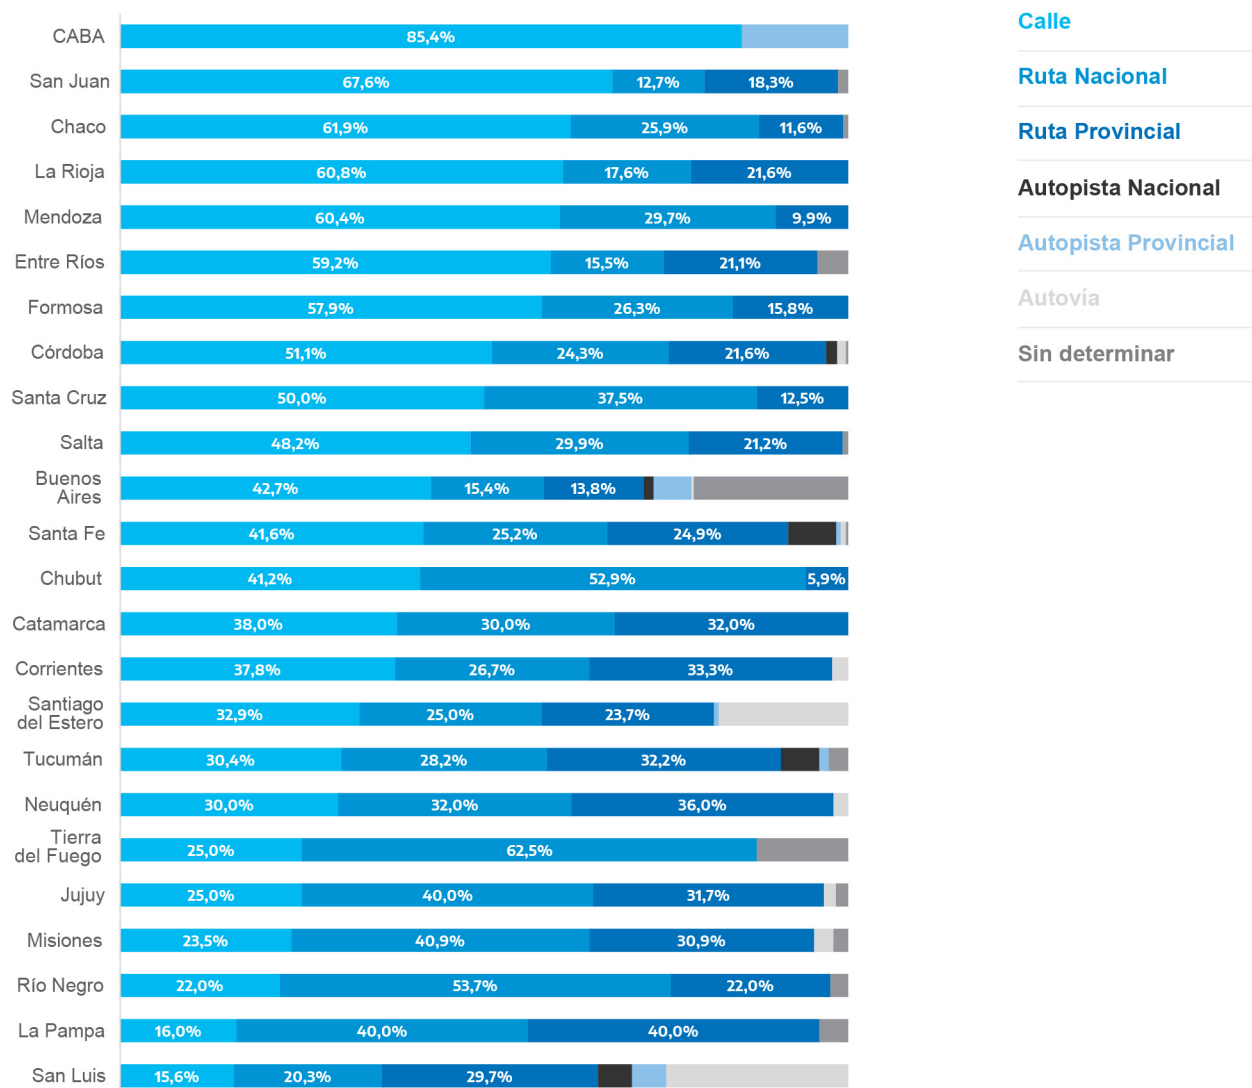 CABA 85,4%
San Juan 67,6% 12,7% 18,3%
Chaco 61,9% 25,9% 11,6%
La Rioja 60,8% 17,6% 21,6%
Mendoza 60,4% 29,7% 9,9%
Entre Ríos 59,2% 15,5% 21,1%
Formosa 57,9% 26,3% 15,8%
Córdoba 51,1% 24,3% 21,6%
Santa Cruz 50,0% 37,5% 12,5%
Salta 48,2% 29,9% 21,2%
Buenos
Aires 42,7% 15,4% 13,8%
Santa Fe 41,6% 25,2% 24,9%
Chubut 41,2% 52,9% 5,9%
Catamarca 38,0% 30,0% 32,0%
Corrientes 37,8% 26,7% 33,3%
Santiago
del Estero 32,9% 25,0% 23,7%
Tucumán 30,4% 28,2% 32,2%
Neuquén 30,0% 32,0% 36,0%
Tierra
del Fuego 25,0% 62,5%
Jujuy 25,0% 40,0% 31,7%
Misiones 23,5% 40,9% 30,9%
Río Negro 22,0% 53,7% 22,0%
La Pampa 16,0% 40,0% 40,0%
San Luis 15,6% 20,3% 29,7%
Calle
Ruta Nacional
Ruta Provincial
Autopista Nacional
Autopista Provincial
Autovía
Sin determinar